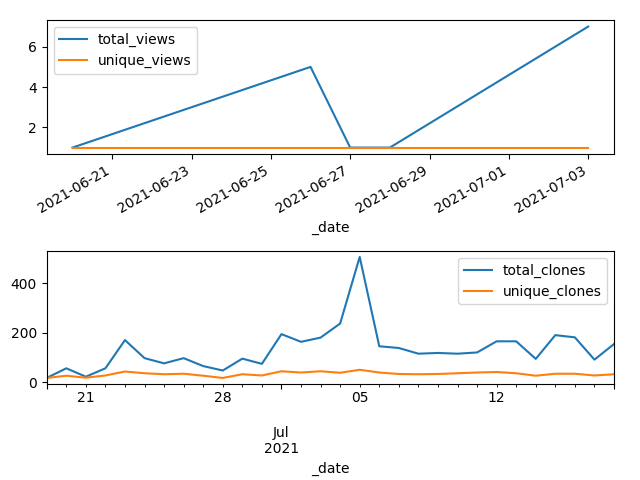 total_views
unique_views
6
4
2
2021-06-21
2021-06-23
2021-06-25
2021-06-27
2021-06-29
2021-07-01
2021-07-03
_date
total_clones
unique_clones
400
200
0
21
28
05
12
Jul
2021
_date